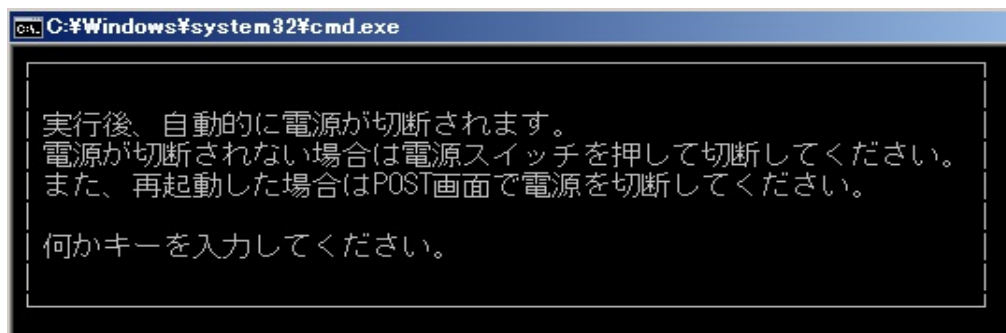 C:¥Windows¥system32¥cmd.exe
実行後、自動的に電源が切断されます。
電源が切断されない場合は電源スイッチを押して切断してください。
また、再起動した場合はPOST画面で電源を切断してください。
何かキーを入力してください。